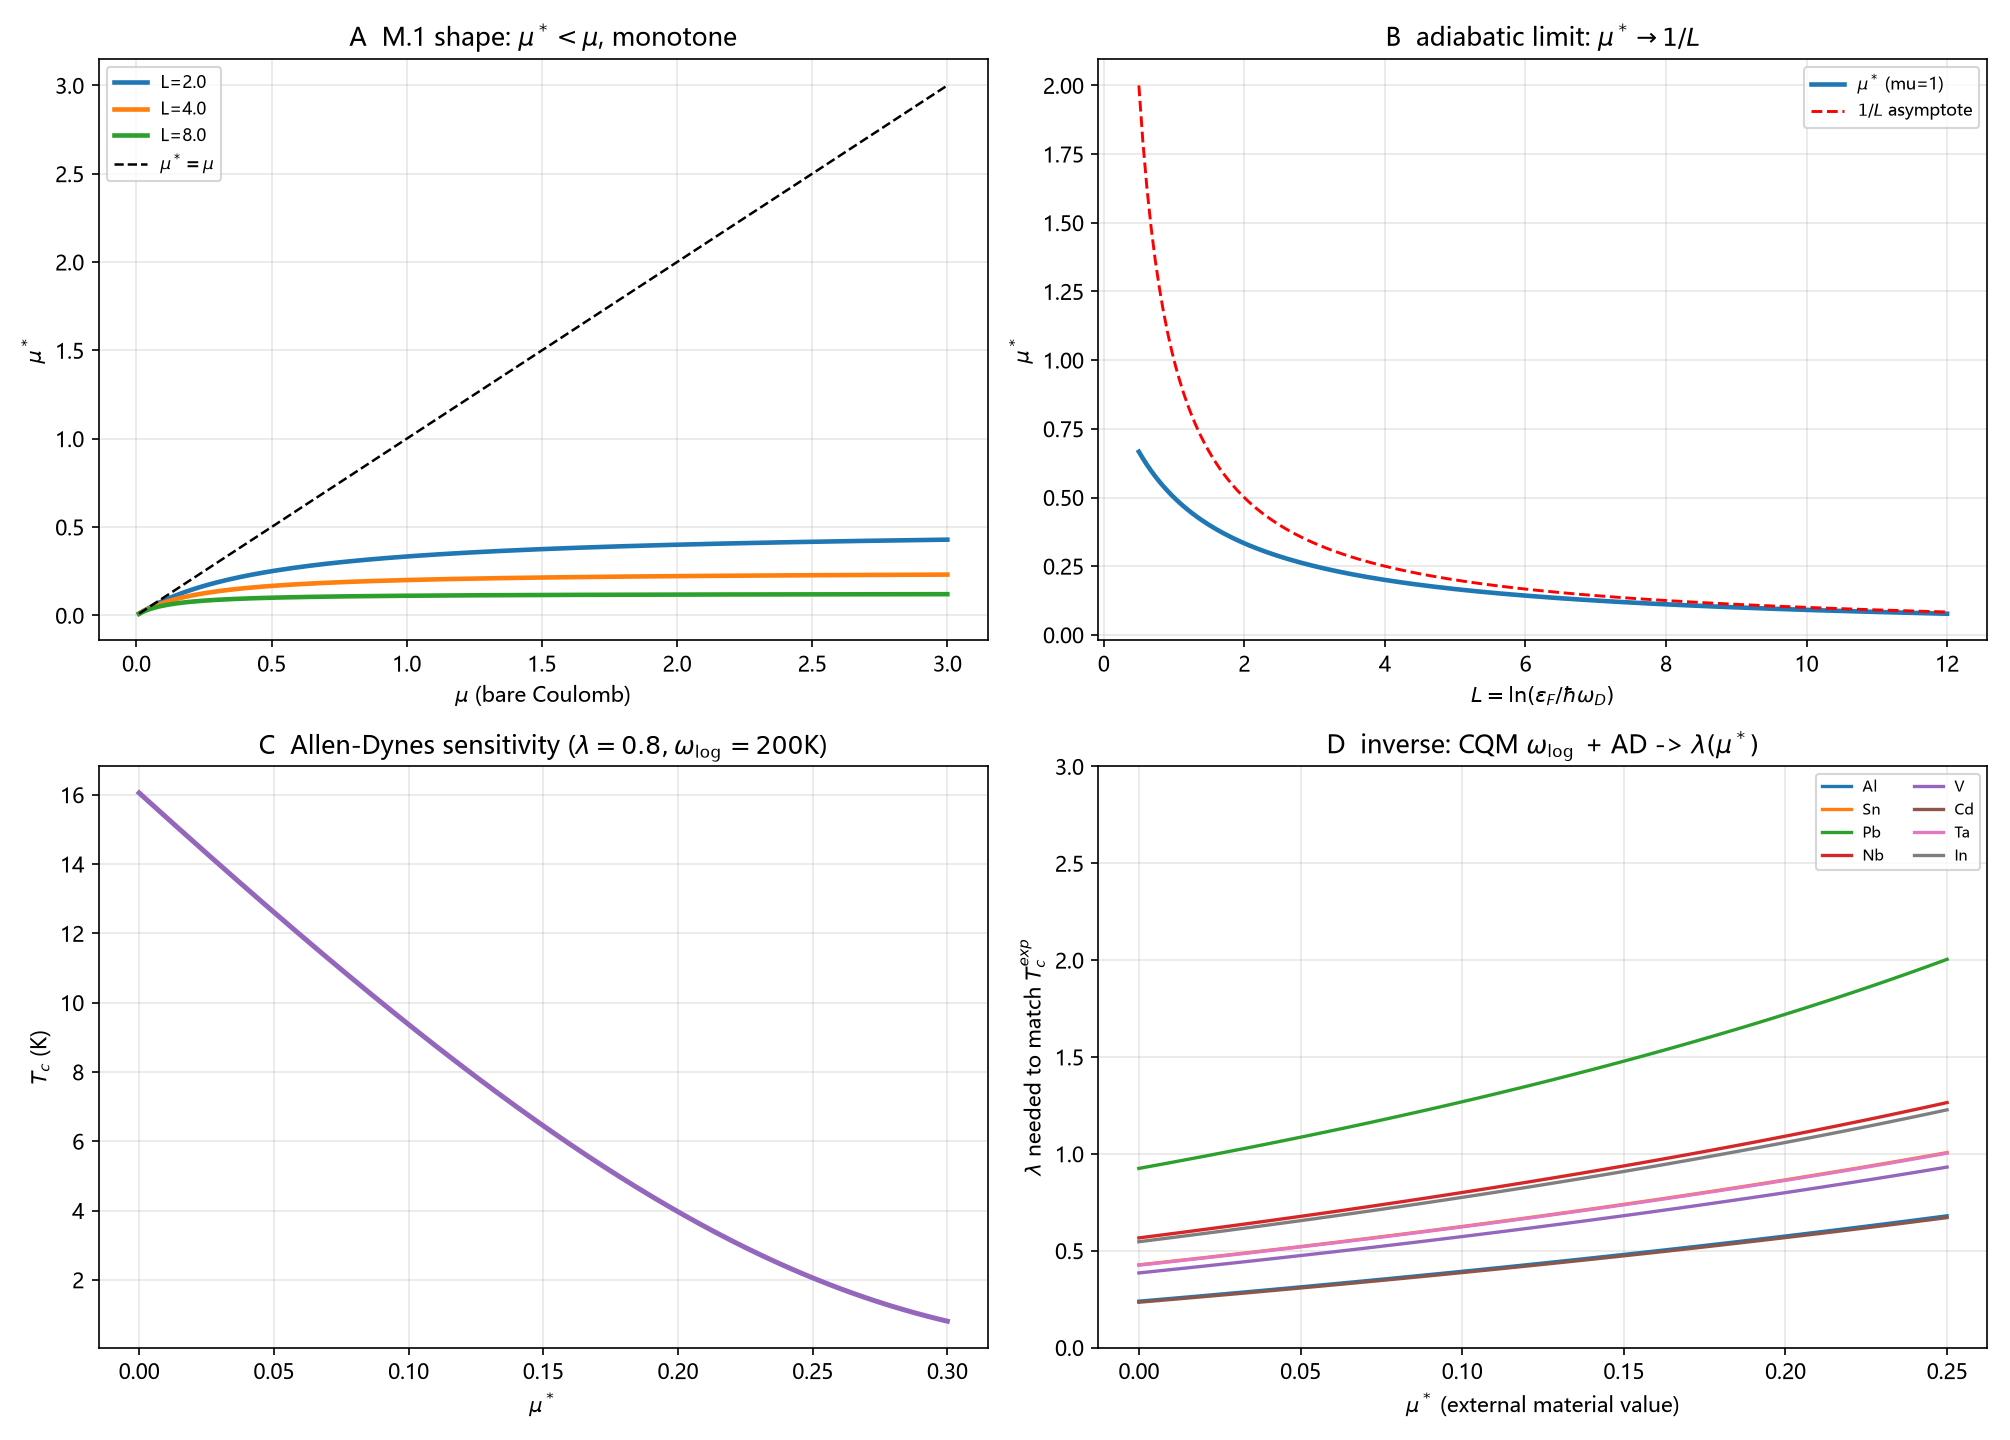 A  M.1 shape: μ* < μ, monotone
L=2.0
L=4.0
L=8.0
μ* = μ
3.0
2.5
2.0
1.5
1.0
0.5
0.0
μ*
0.0 0.5 1.0 1.5 2.0 2.5 3.0
μ (bare Coulomb)
B  adiabatic limit: μ* → 1/L
μ* (mu=1)
1/L asymptote
2.00
1.75
1.50
1.25
1.00
0.75
0.50
0.25
0.00
μ*
0 2 4 6 8 10 12
L = ln(ε_F/ħω_D)
C  Allen-Dynes sensitivity (λ = 0.8, ω_log = 200K)
16
14
12
10
8
6
4
2
T_c (K)
0.00 0.05 0.10 0.15 0.20 0.25 0.30
μ*
D  inverse: CQM ω_log + AD -> λ(μ*)
Al
Sn
Pb
Nb
V
Cd
Ta
In
3.0
2.5
2.0
1.5
1.0
0.5
0.0
λ needed to match T_c^exp
0.00 0.05 0.10 0.15 0.20 0.25
μ* (external material value)